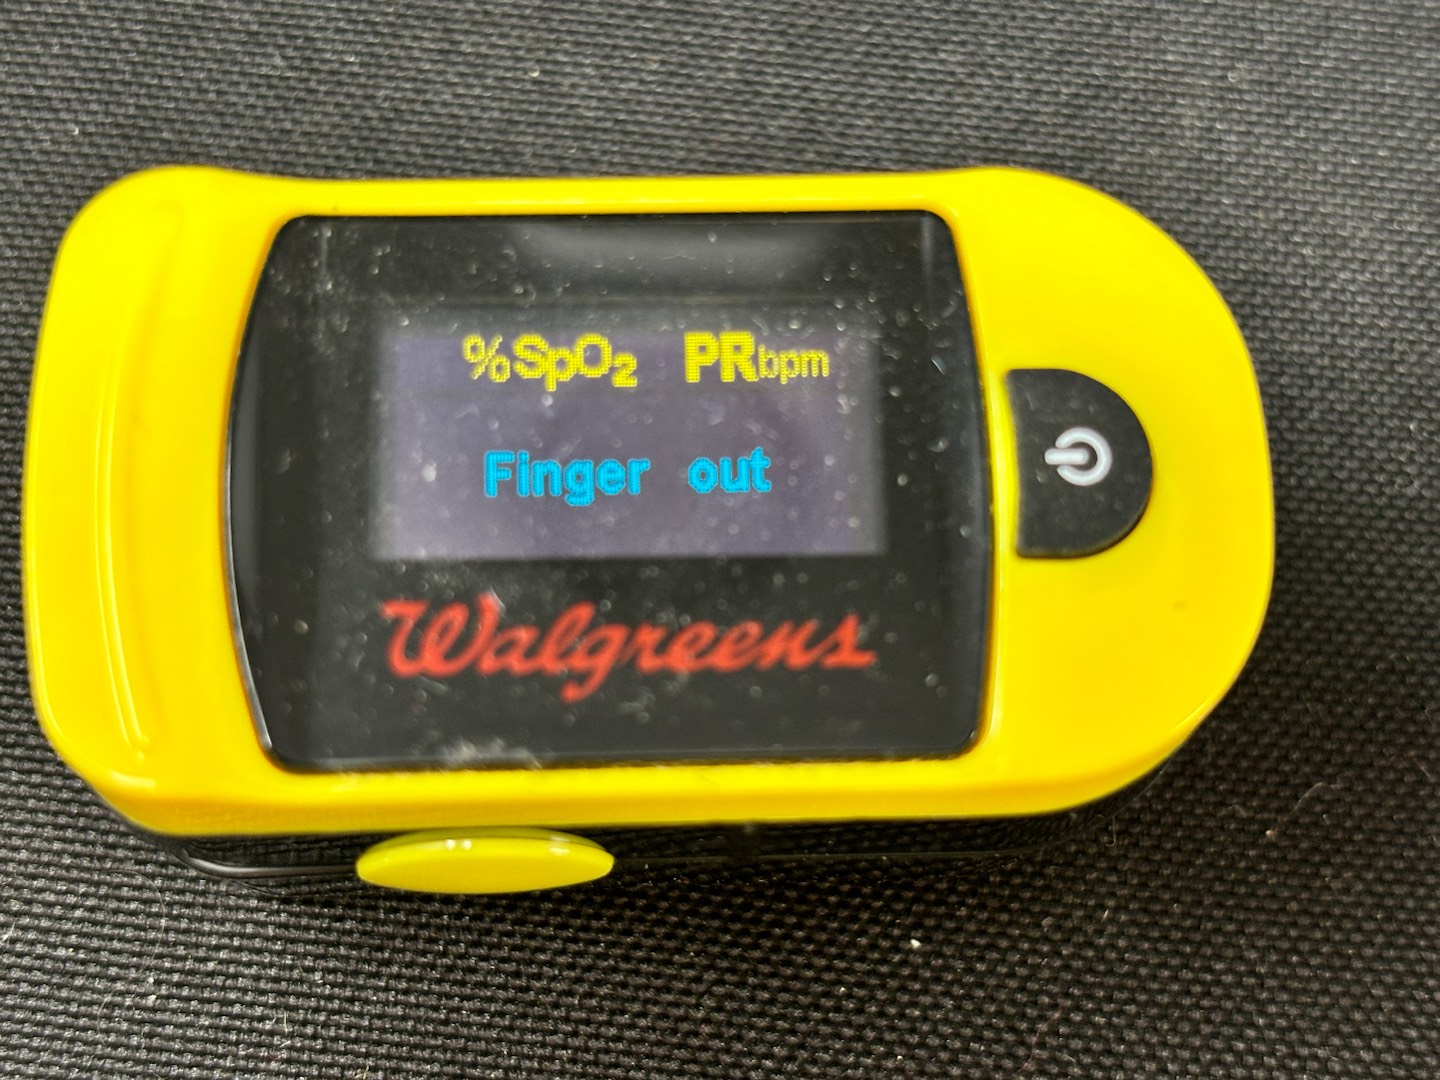 %SpO₂ PRbpm
Finger out
Walgreens